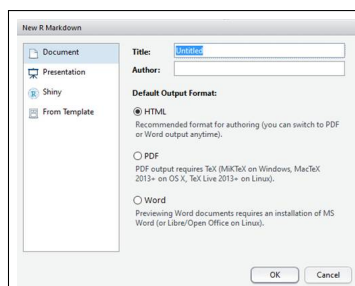 New R Markdown
Document
Presentation
Shiny
From Template
Title:
Untitled
Author:
Default Output Format:
HTML
Recommended format for authoring (you can switch to PDF
or Word output anytime).
PDF
PDF output requires TeX (MiKTeX on Windows, MacTeX
2013+ on OS X, TeX Live 2013+ on Linux).
Word
Previewing Word documents requires an installation of MS
Word (or Libre/Open Office on Linux).
OK
Cancel